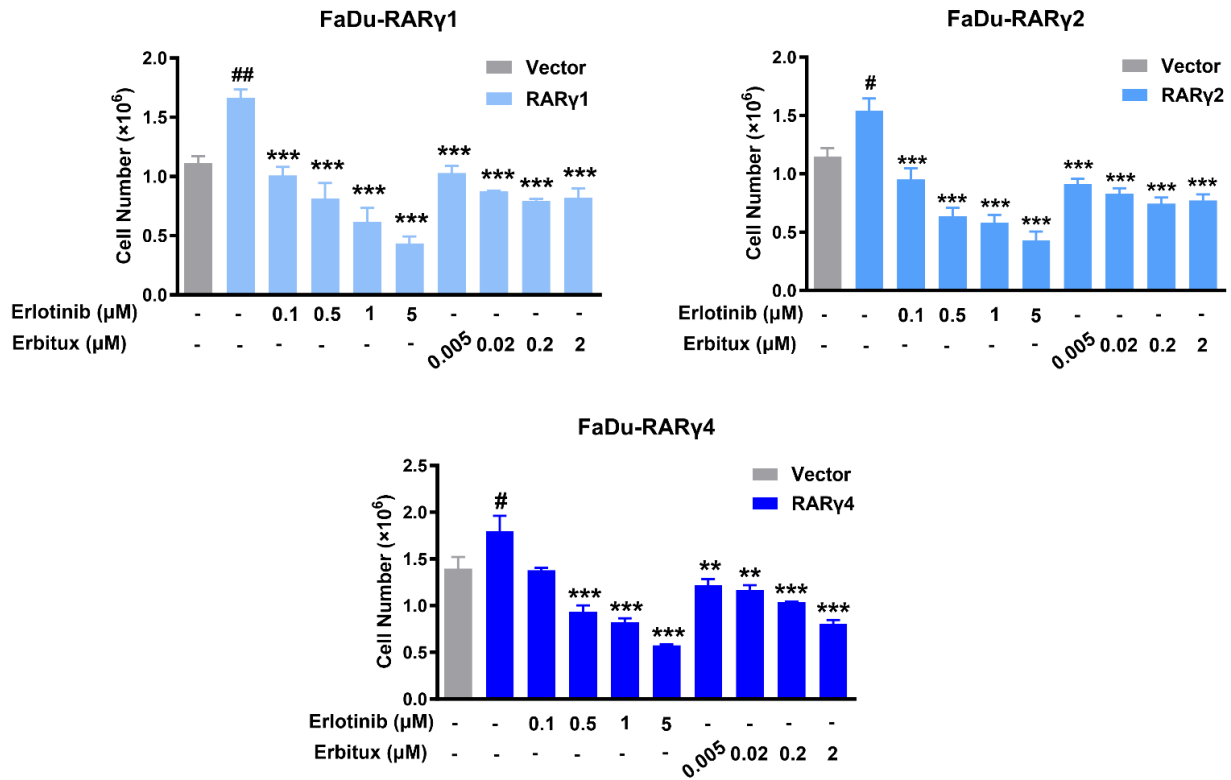 FaDu-RARγ1
Cell Number (×10⁶)
2.0
1.5
1.0
0.5
0.0
Vector
RARγ1
##
*** *** *** *** *** *** *** ***
Erlotinib (μM) - - 0.1 0.5 1 5 - - - -
Erbitux (μM) - - - - - - 0.005 0.02 0.2 2
FaDu-RARγ2
Cell Number (×10⁶)
2.0
1.5
1.0
0.5
0.0
Vector
RARγ2
#
*** *** *** *** *** *** *** ***
Erlotinib (μM) - - 0.1 0.5 1 5 - - - -
Erbitux (μM) - - - - - - 0.005 0.02 0.2 2
FaDu-RARγ4
Cell Number (×10⁶)
2.5
2.0
1.5
1.0
0.5
0.0
Vector
RARγ4
#
*** *** *** ** ** *** ***
Erlotinib (μM) - - 0.1 0.5 1 5 - - - -
Erbitux (μM) - - - - - - 0.005 0.02 0.2 2